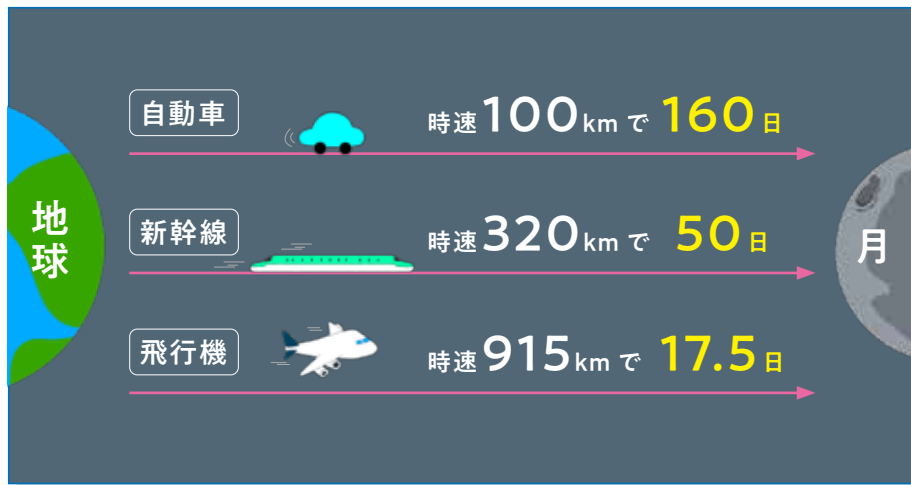 自動車
時速100kmで160日
地球
新幹線
時速320kmで50日
月
飛行機
時速915kmで17.5日